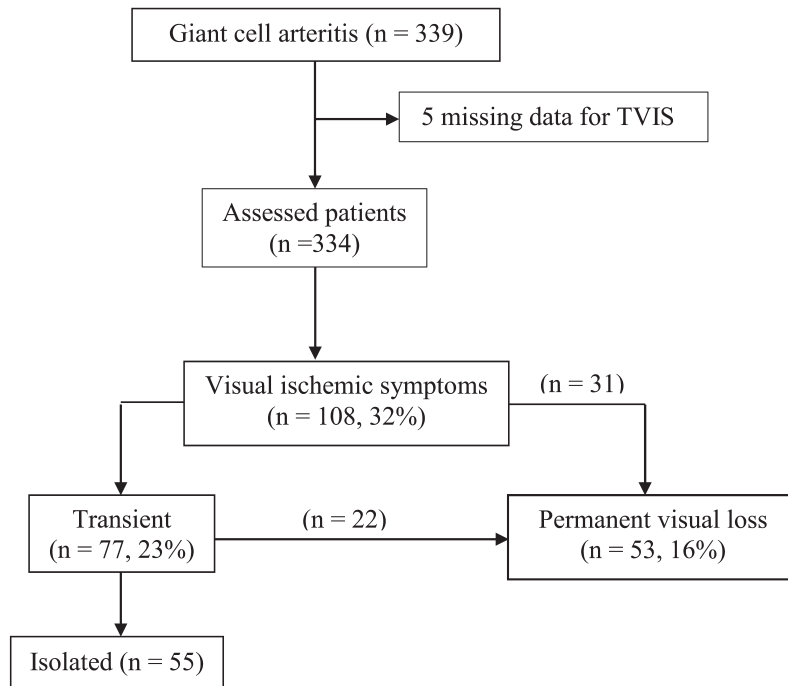 Giant cell arteritis (n = 339)
5 missing data for TVIS
Assessed patients
(n =334)
Visual ischemic symptoms
(n = 108, 32%)
(n = 31)
Transient
(n = 77, 23%)
(n = 22)
Permanent visual loss
(n = 53, 16%)
Isolated (n = 55)